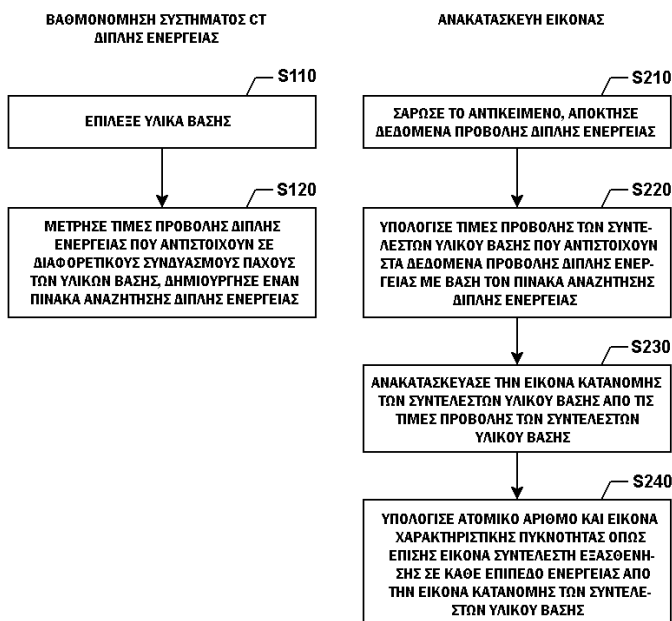 ΒΑΘΜΟΝΟΜΗΣΗ ΣΥΣΤΗΜΑΤΟΣ CT
ΔΙΠΛΗΣ ΕΝΕΡΓΕΙΑΣ
S110
ΕΠΙΛΕΞΕ ΥΛΙΚΑ ΒΑΣΗΣ
S120
ΜΕΤΡΗΣΕ ΤΙΜΕΣ ΠΡΟΒΟΛΗΣ ΔΙΠΛΗΣ
ΕΝΕΡΓΕΙΑΣ ΠΟΥ ΑΝΤΙΣΤΟΙΧΟΥΝ ΣΕ
ΔΙΑΦΟΡΕΤΙΚΟΥΣ ΣΥΝΔΥΑΣΜΟΥΣ ΠΑΧΟΥΣ
ΤΩΝ ΥΛΙΚΩΝ ΒΑΣΗΣ, ΔΗΜΙΟΥΡΓΗΣΕ ΕΝΑΝ
ΠΙΝΑΚΑ ΑΝΑΖΗΤΗΣΗΣ ΔΙΠΛΗΣ ΕΝΕΡΓΕΙΑΣ
ΑΝΑΚΑΤΑΣΚΕΥΗ ΕΙΚΟΝΑΣ
S210
ΣΑΡΩΣΕ ΤΟ ΑΝΤΙΚΕΙΜΕΝΟ, ΑΠΟΚΤΗΣΕ
ΔΕΔΟΜΕΝΑ ΠΡΟΒΟΛΗΣ ΔΙΠΛΗΣ ΕΝΕΡΓΕΙΑΣ
S220
ΥΠΟΛΟΓΙΣΕ ΤΙΜΕΣ ΠΡΟΒΟΛΗΣ ΤΩΝ ΣΥΝΤΕ-
ΛΕΣΤΩΝ ΥΛΙΚΟΥ ΒΑΣΗΣ ΠΟΥ ΑΝΤΙΣΤΟΙΧΟΥΝ
ΣΤΑ ΔΕΔΟΜΕΝΑ ΠΡΟΒΟΛΗΣ ΔΙΠΛΗΣ ΕΝΕΡ-
ΓΕΙΑΣ ΜΕ ΒΑΣΗ ΤΟΝ ΠΙΝΑΚΑ ΑΝΑΖΗΤΗΣΗΣ
ΔΙΠΛΗΣ ΕΝΕΡΓΕΙΑΣ
S230
ΑΝΑΚΑΤΑΣΚΕΥΑΣΕ ΤΗΝ ΕΙΚΟΝΑ ΚΑΤΑΝΟΜΗΣ
ΤΩΝ ΣΥΝΤΕΛΕΣΤΩΝ ΥΛΙΚΟΥ ΒΑΣΗΣ ΑΠΟ ΤΙΣ
ΤΙΜΕΣ ΠΡΟΒΟΛΗΣ ΤΩΝ ΣΥΝΤΕΛΕΣΤΩΝ
ΥΛΙΚΟΥ ΒΑΣΗΣ
S240
ΥΠΟΛΟΓΙΣΕ ΑΤΟΜΙΚΟ ΑΡΙΘΜΟ ΚΑΙ ΕΙΚΟΝΑ
ΧΑΡΑΚΤΗΡΙΣΤΙΚΗΣ ΠΥΚΝΟΤΗΤΑΣ ΟΠΩΣ
ΕΠΙΣΗΣ ΕΙΚΟΝΑ ΣΥΝΤΕΛΕΣΤΗ ΕΞΑΣΘΕΝΗ-
ΣΗΣ ΣΕ ΚΑΘΕ ΕΠΙΠΕΔΟ ΕΝΕΡΓΕΙΑΣ ΑΠΟ
ΤΗΝ ΕΙΚΟΝΑ ΚΑΤΑΝΟΜΗΣ ΤΩΝ ΣΥΝΤΕΛΕ-
ΣΤΩΝ ΥΛΙΚΟΥ ΒΑΣΗΣ